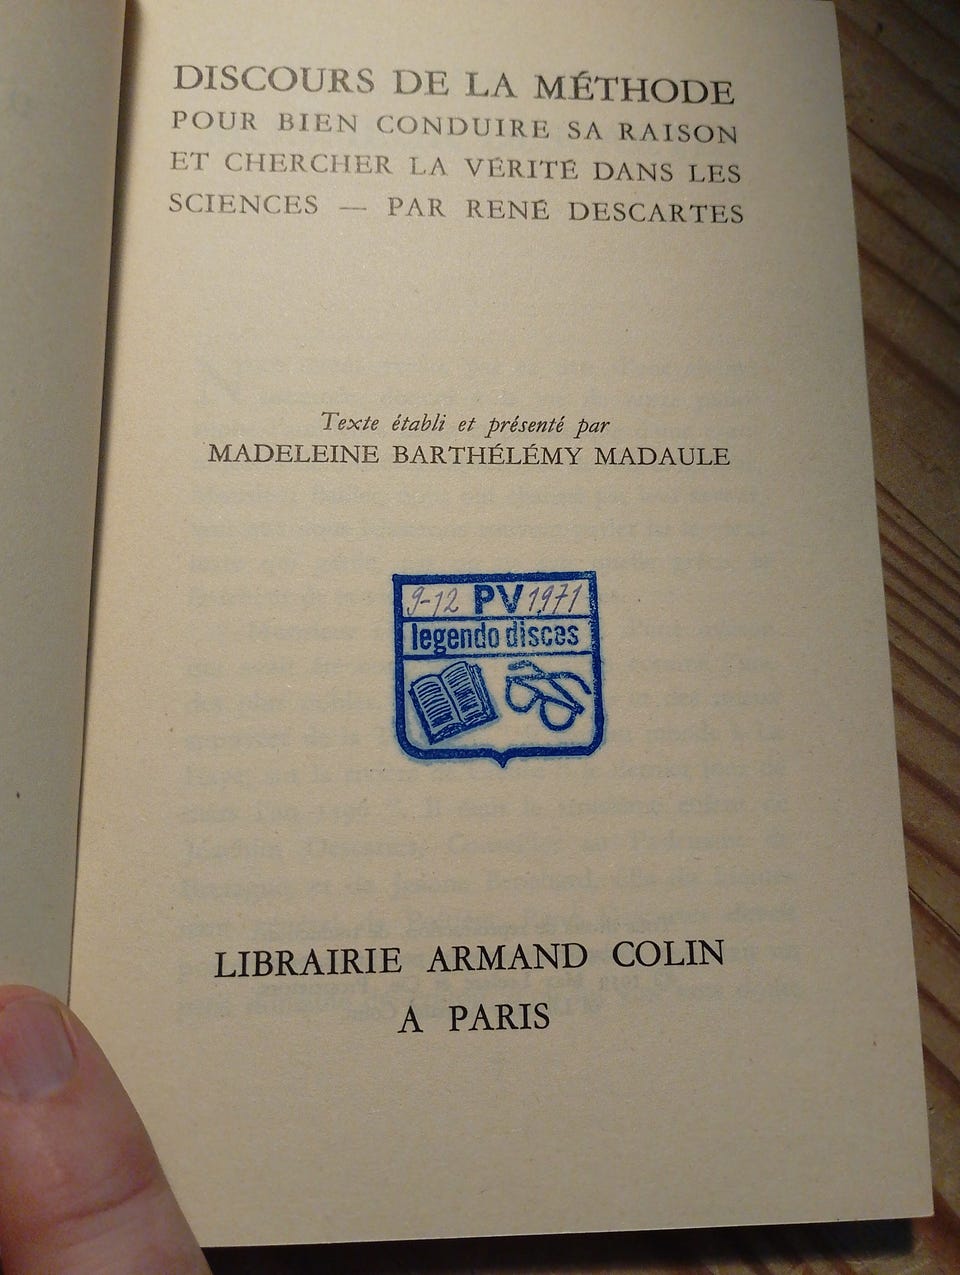 DISCOURS DE LA MÉTHODE
POUR BIEN CONDUIRE SA RAISON
ET CHERCHER LA VÉRITÉ DANS LES
SCIENCES — PAR RENÉ DESCARTES
Texte établi et présenté par
MADELEINE BARTHÉLÉMY MADAULE
9-12 PV 1971
legendo disces
LIBRAIRIE ARMAND COLIN
A PARIS